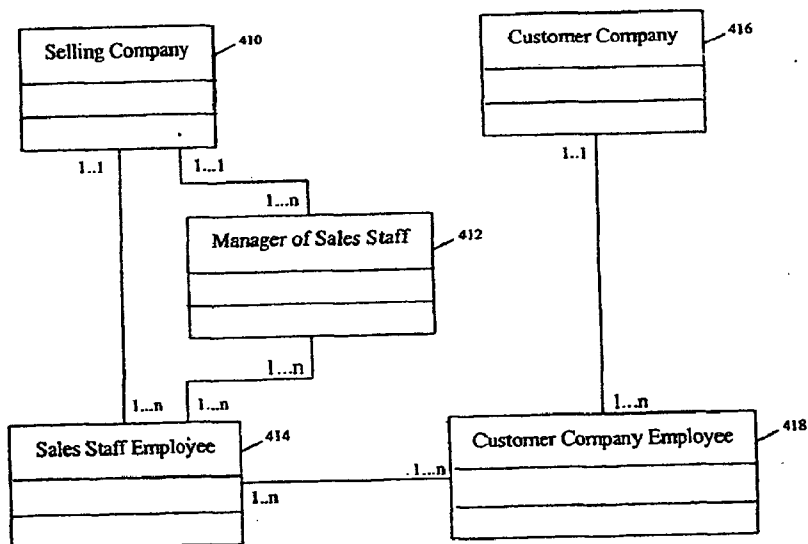 Selling Company
410
Customer Company
416
1..1
1...1
1..1
1...n
Manager of Sales Staff
412
1...n
1...n
1...n
1...n
Sales Staff Employee
414
Customer Company Employee
418
1...n
1..n